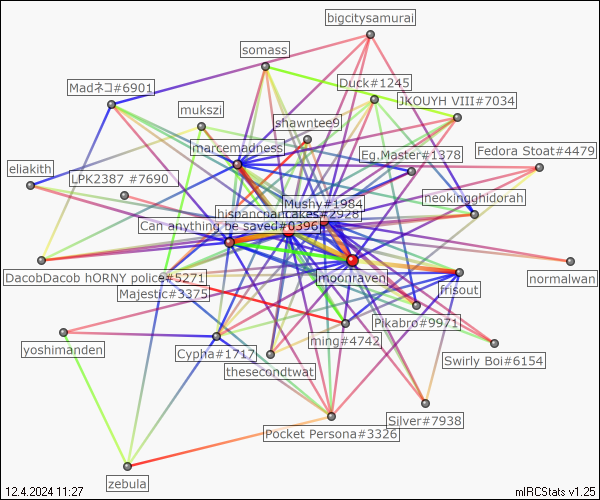 bigcitysamurai
somass
Duck#1245
Madネコ#6901
JKOUYH VIII#7034
mukszi
shawntee9
marcemadness
Eg.Master#1378
Fedora Stoat#4479
eliakith
LPK2387 #7690
neokingghidorah
Mushy#1984
hispancnarcakes#2928
Can anything be saved#0396
DacobDacob hORNY police#5271
moonraven
frisout
normalwan
Majestic#3375
Pikabro#9971
ming#4742
yoshimanden
Cypha#1717
Swirly Boi#6154
thesecondtwat
Silver#7938
Pocket Persona#3326
zebula
12.4.2024 11:27
mIRCStats v1.25